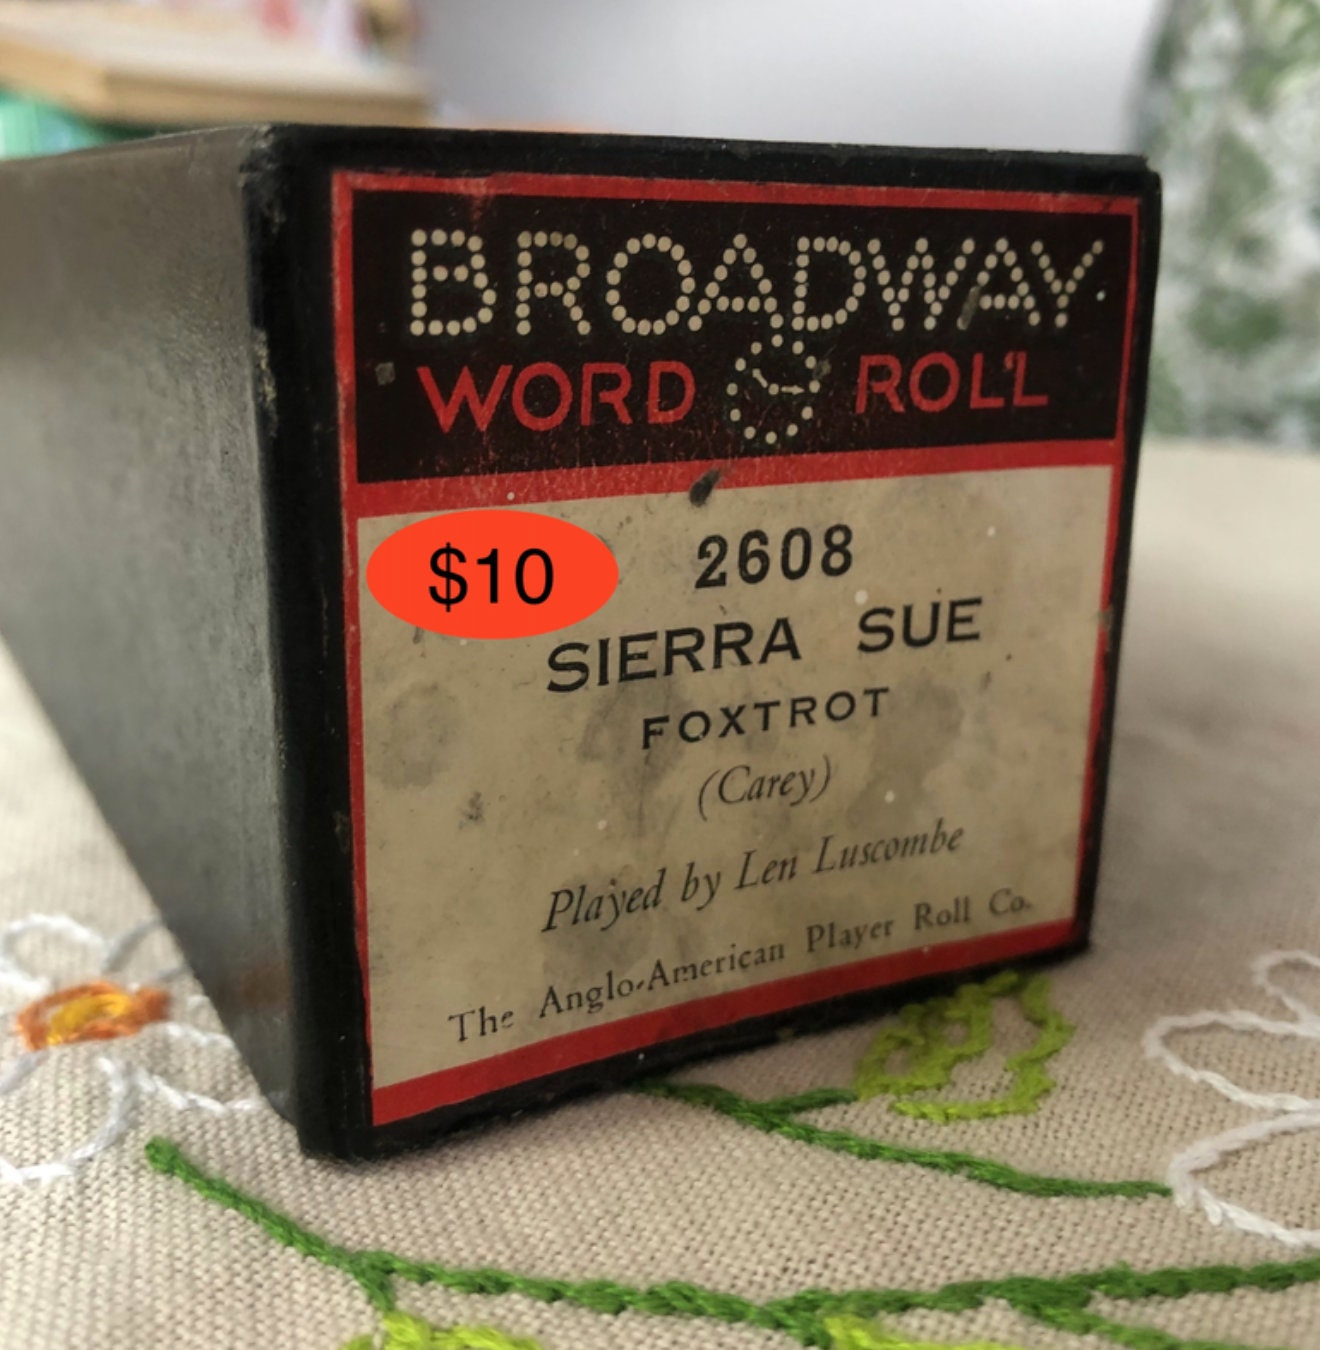 BROADWAY
WORD ROLL
$10
2608
SIERRA SUE
FOXTROT
(Carey)
Played by Len Luscombe
The Anglo-American Player Roll Co.